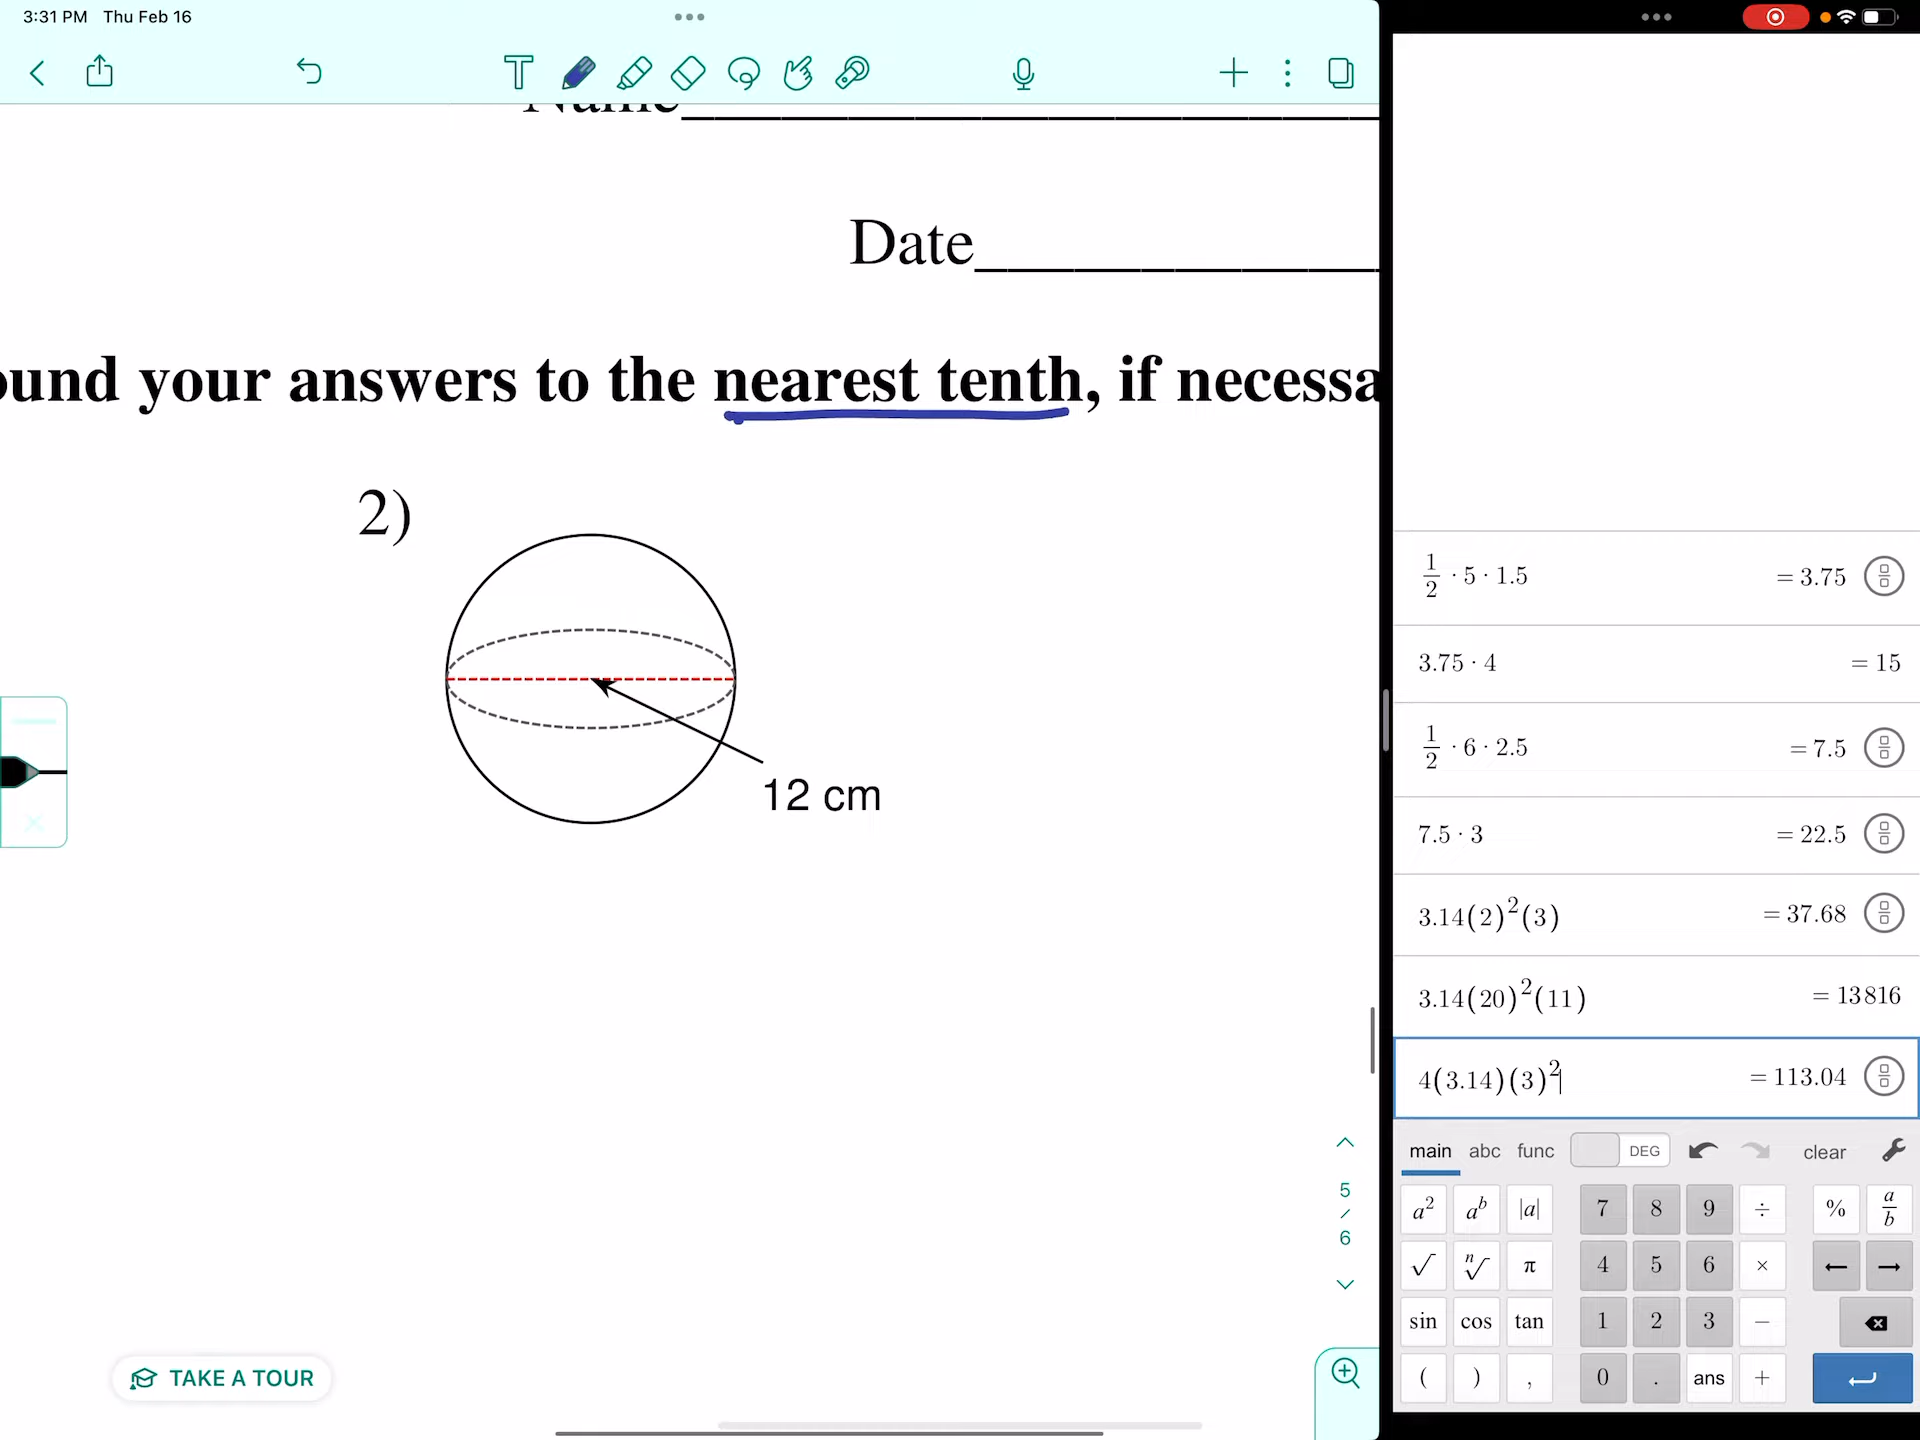 3:31 PM Thu Feb 16
Name
Date
ound your answers to the nearest tenth, if necessa
2)
12 cm
5
/
6
TAKE A TOUR
1/2 · 5 · 1.5 = 3.75
3.75 · 4 = 15
1/2 · 6 · 2.5 = 7.5
7.5 · 3 = 22.5
3.14(2)²(3) = 37.68
3.14(20)²(11) = 13816
4(3.14)(3)² = 113.04
main abc func DEG clear
a² aᵇ |a| 7 8 9 ÷ % a/b
√ ⁿ√ π 4 5 6 × ← →
sin cos tan 1 2 3 −
( ) , 0 . ans +